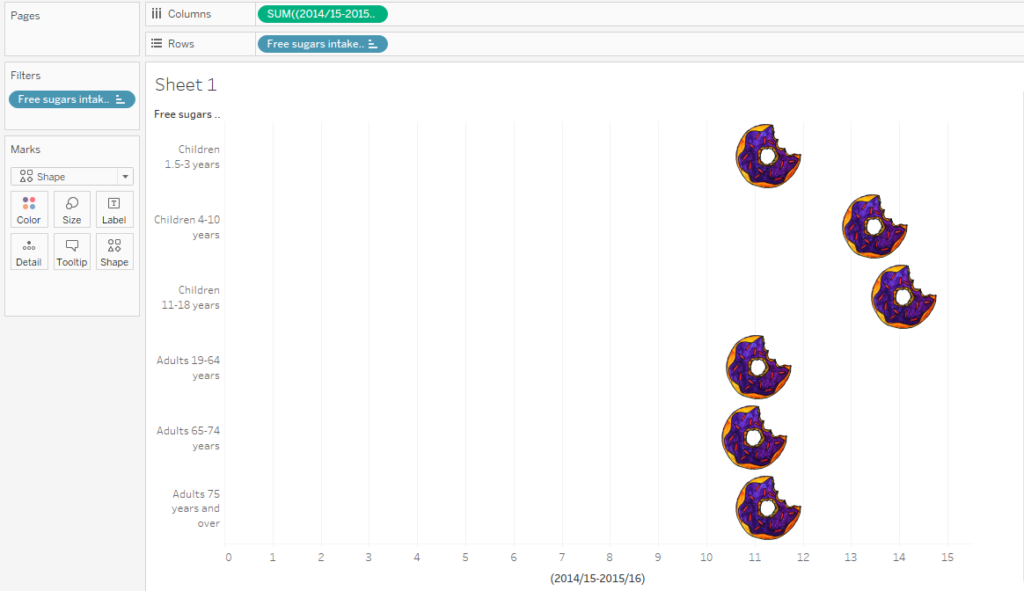 Pages
Columns
SUM((2014/15-2015..
Rows
Free sugars intake..
Filters
Free sugars intak..
Marks
Shape
Color
Size
Label
Detail
Tooltip
Shape
Sheet 1
Free sugars ..
Children
1.5-3 years
Children 4-10
years
Children
11-18 years
Adults 19-64
years
Adults 65-74
years
Adults 75
years and
over
0 1 2 3 4 5 6 7 8 9 10 11 12 13 14 15
(2014/15-2015/16)